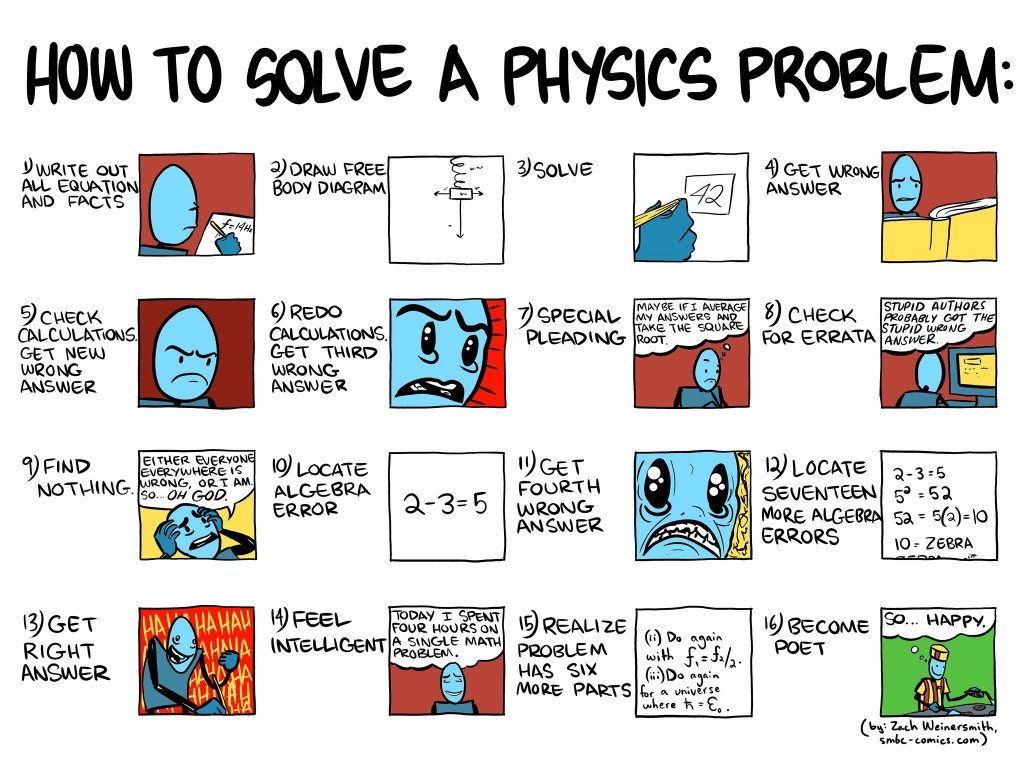 HOW TO SOLVE A PHYSICS PROBLEM:
1) WRITE OUT
ALL EQUATION
AND FACTS
f=14Hz
2) DRAW FREE
BODY DIAGRAM
3) SOLVE
42
4) GET WRONG
ANSWER
5) CHECK
CALCULATIONS.
GET NEW
WRONG
ANSWER
6) REDO
CALCULATIONS.
GET THIRD
WRONG
ANSWER
7) SPECIAL
PLEADING
MAYBE IF I AVERAGE
MY ANSWERS AND
TAKE THE SQUARE
ROOT.
8) CHECK
FOR ERRATA
STUPID AUTHORS
PROBABLY GOT THE
STUPID WRONG
ANSWER.
9) FIND
NOTHING.
EITHER EVERYONE
EVERYWHERE IS
WRONG, OR I AM.
SO... OH GOD.
10) LOCATE
ALGEBRA
ERROR
2-3=5
11) GET
FOURTH
WRONG
ANSWER
12) LOCATE
SEVENTEEN
MORE ALGEBRA
ERRORS
2-3=5
5²=52
52=5(2)=10
10=ZEBRA
13) GET
RIGHT
ANSWER
HAHAHAHAHAH
14) FEEL
INTELLIGENT
TODAY I SPENT
FOUR HOURS ON
A SINGLE MATH
PROBLEM.
15) REALIZE
PROBLEM
HAS SIX
MORE PARTS
(ii) Do again
with f₁=f₂/2.
(iii) Do again
for a universe
where ℏ=ε₀.
16) BECOME
POET
SO... HAPPY.
(by: Zach Weinersmith,
smbc-comics.com)